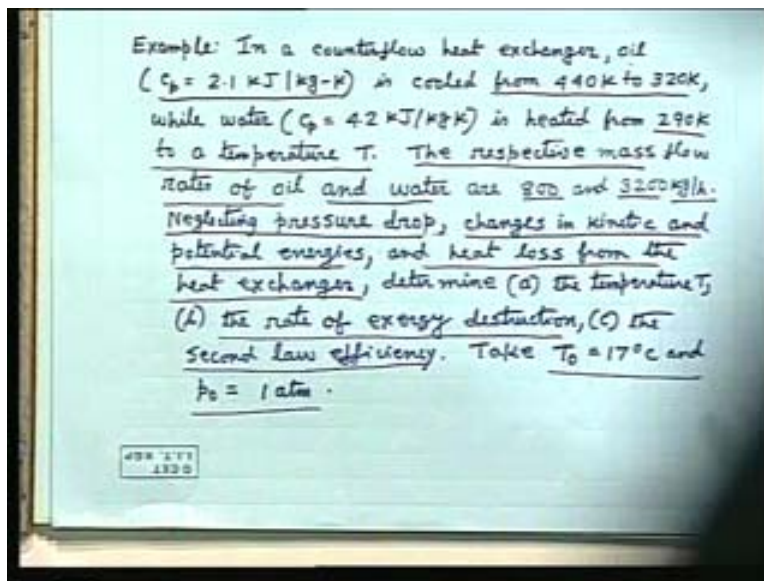 Example: In a counterflow heat exchanger, oil
(Cp = 2.1 KJ/kg-K) is cooled from 440K to 320K,
while water (Cp = 4.2 KJ/kgK) is heated from 290K
to a temperature T. The respective mass flow
rates of oil and water are 800 and 3200 kg/h.
Neglecting pressure drop, changes in kinetic and
potential energies, and heat loss from the
heat exchanger, determine (a) the temperature T,
(b) the rate of exergy destruction, (c) the
second law efficiency. Take T0 = 17°c and
p0 = 1 atm.
I.I.T. KGP